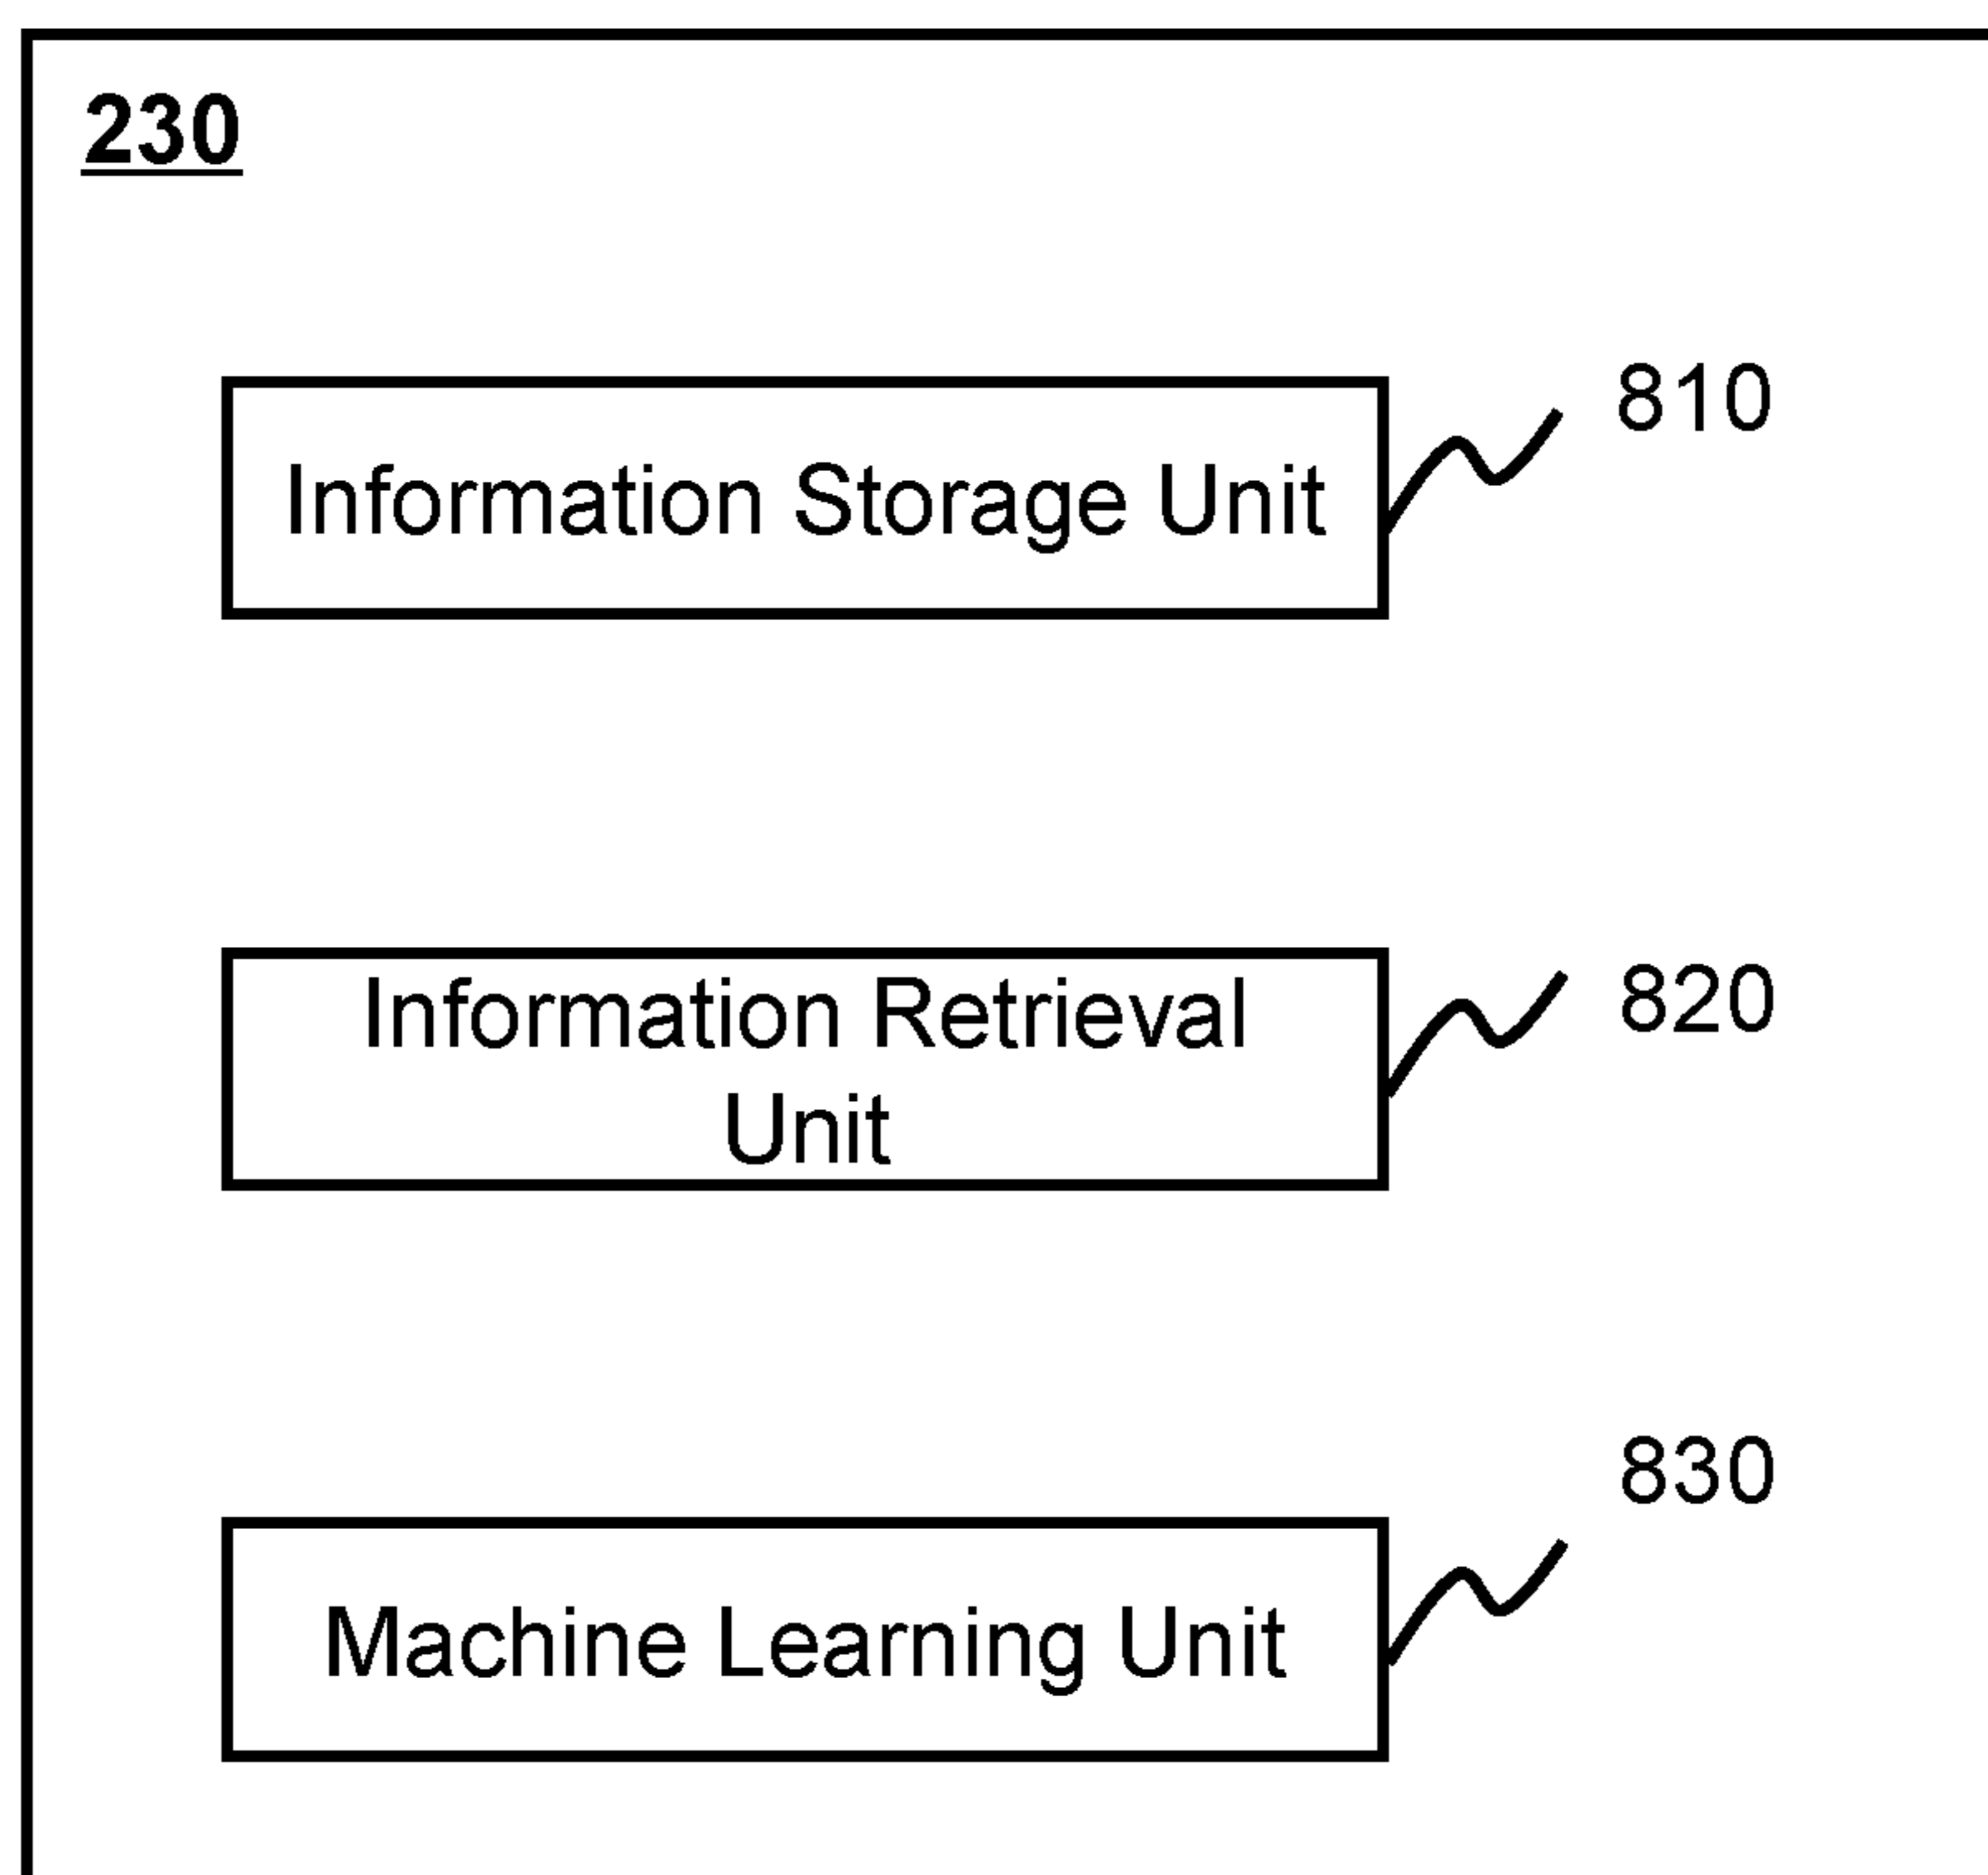 230
810
Information Storage Unit
820
Information Retrieval
Unit
830
Machine Learning Unit